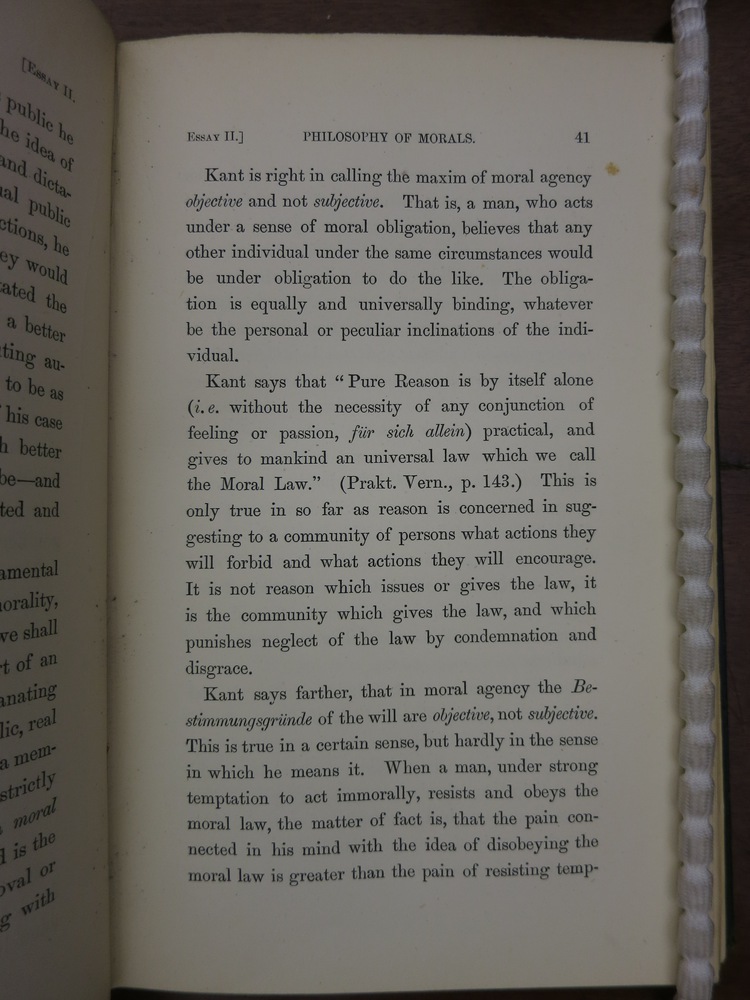 [Essay II.
public he
he idea of
and dicta-
public
ctions, he
ey would
ated the
a better
ting au-
to be as
his case
better
be—and
ted and
amental
orality,
we shall
t of an
anating
lic, real
a mem-
strictly
moral
is the
oval or
g with
Essay II.] PHILOSOPHY OF MORALS. 41
Kant is right in calling the maxim of moral agency
objective and not subjective. That is, a man, who acts
under a sense of moral obligation, believes that any
other individual under the same circumstances would
be under obligation to do the like. The obliga-
tion is equally and universally binding, whatever
be the personal or peculiar inclinations of the indi-
vidual.
Kant says that “Pure Reason is by itself alone
(i.e. without the necessity of any conjunction of
feeling or passion, für sich allein) practical, and
gives to mankind an universal law which we call
the Moral Law.” (Prakt. Vern., p. 143.) This is
only true in so far as reason is concerned in sug-
gesting to a community of persons what actions they
will forbid and what actions they will encourage.
It is not reason which issues or gives the law, it
is the community which gives the law, and which
punishes neglect of the law by condemnation and
disgrace.
Kant says farther, that in moral agency the Be-
stimmungsgründe of the will are objective, not subjective.
This is true in a certain sense, but hardly in the sense
in which he means it. When a man, under strong
temptation to act immorally, resists and obeys the
moral law, the matter of fact is, that the pain con-
nected in his mind with the idea of disobeying the
moral law is greater than the pain of resisting temp-